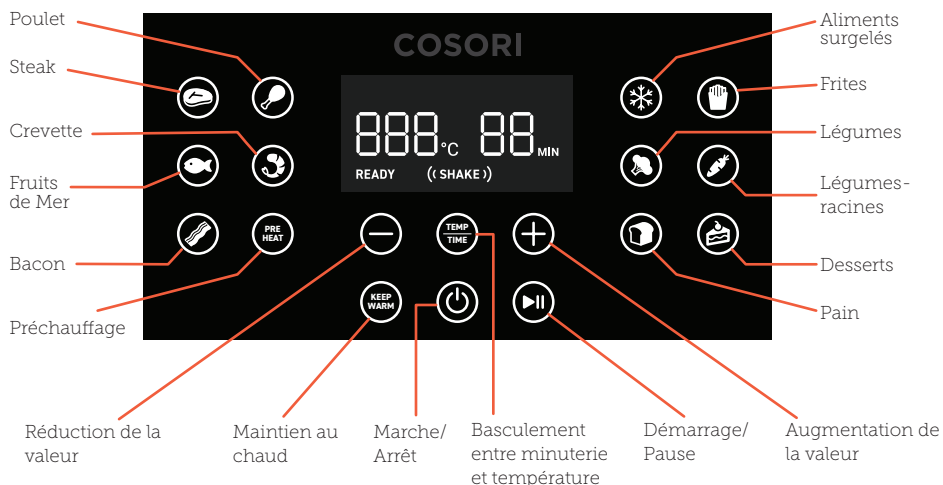 Poulet
Steak
Crevette
Fruits
de Mer
Bacon
Préchauffage
COSORI
888°C 88 MIN
READY ((SHAKE))
PRE
HEAT
TEMP
TIME
KEEP
WARM
Aliments
surgelés
Frites
Légumes
Légumes-
racines
Desserts
Pain
Réduction de la
valeur
Maintien au
chaud
Marche/
Arrêt
Basculement
entre minuterie
et température
Démarrage/
Pause
Augmentation de
la valeur